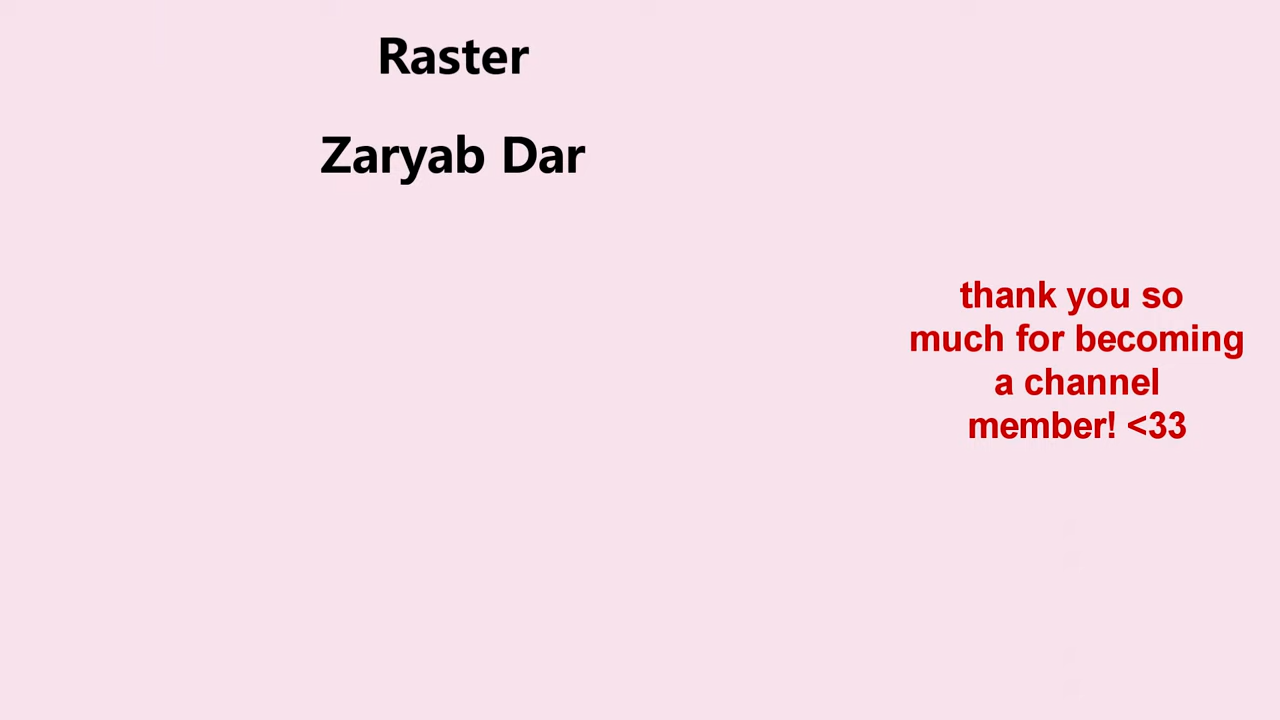 Raster
Zaryab Dar
thank you so
much for becoming
a channel
member! <33